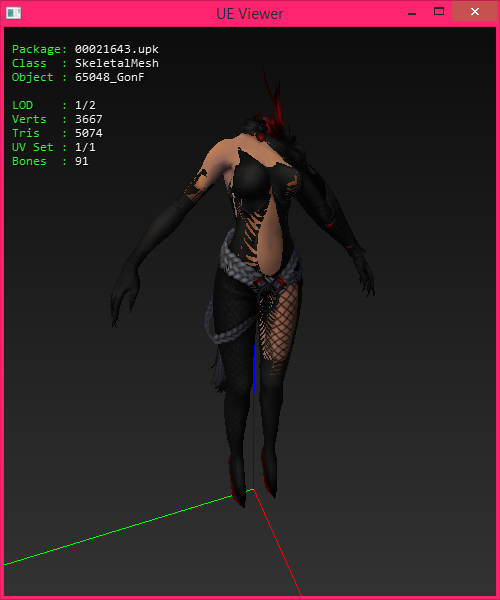 UE Viewer
Package: 00021643.upk
Class  : SkeletalMesh
Object : 65048_GonF
LOD    : 1/2
Verts  : 3667
Tris   : 5074
UV Set : 1/1
Bones  : 91